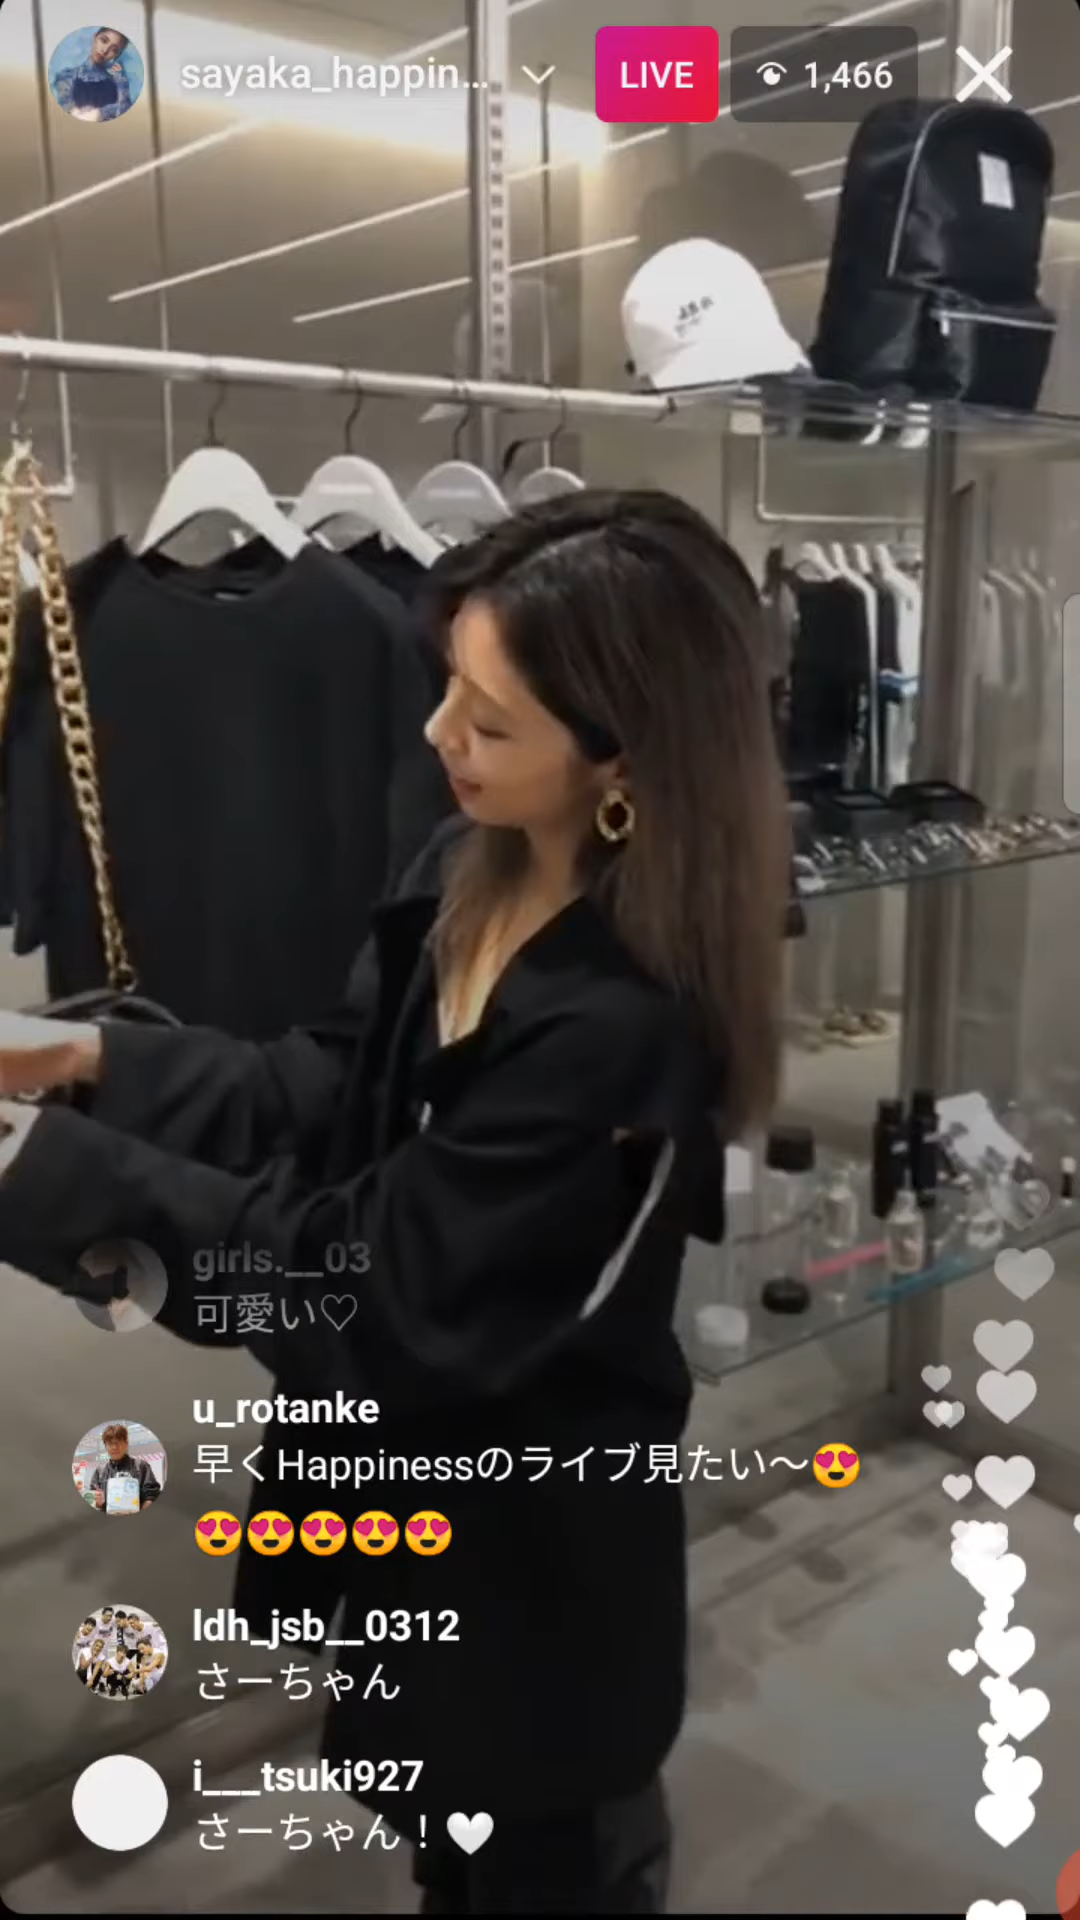 sayaka_happin...
LIVE
1,466
girls.__03
可愛い♡
u_rotanke
早くHappinessのライブ見たい〜😍
😍😍😍😍😍
ldh_jsb__0312
さーちゃん
i___tsuki927
さーちゃん！🤍